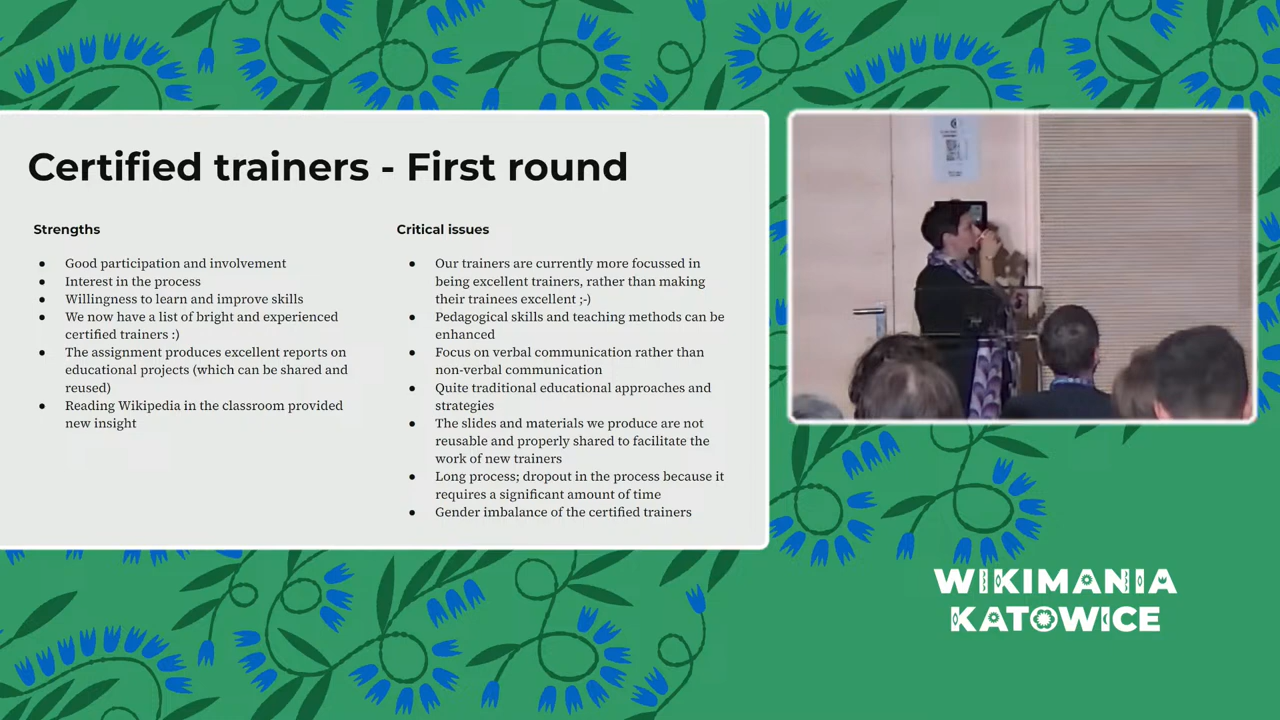 Certified trainers - First round
Strengths
● Good participation and involvement
● Interest in the process
● Willingness to learn and improve skills
● We now have a list of bright and experienced
certified trainers :)
● The assignment produces excellent reports on
educational projects (which can be shared and
reused)
● Reading Wikipedia in the classroom provided
new insight
Critical issues
● Our trainers are currently more focussed in
being excellent trainers, rather than making
their trainees excellent ;-)
● Pedagogical skills and teaching methods can be
enhanced
● Focus on verbal communication rather than
non-verbal communication
● Quite traditional educational approaches and
strategies
● The slides and materials we produce are not
reusable and properly shared to facilitate the
work of new trainers
● Long process; dropout in the process because it
requires a significant amount of time
● Gender imbalance of the certified trainers
WIKIMANIA
KATOWICE